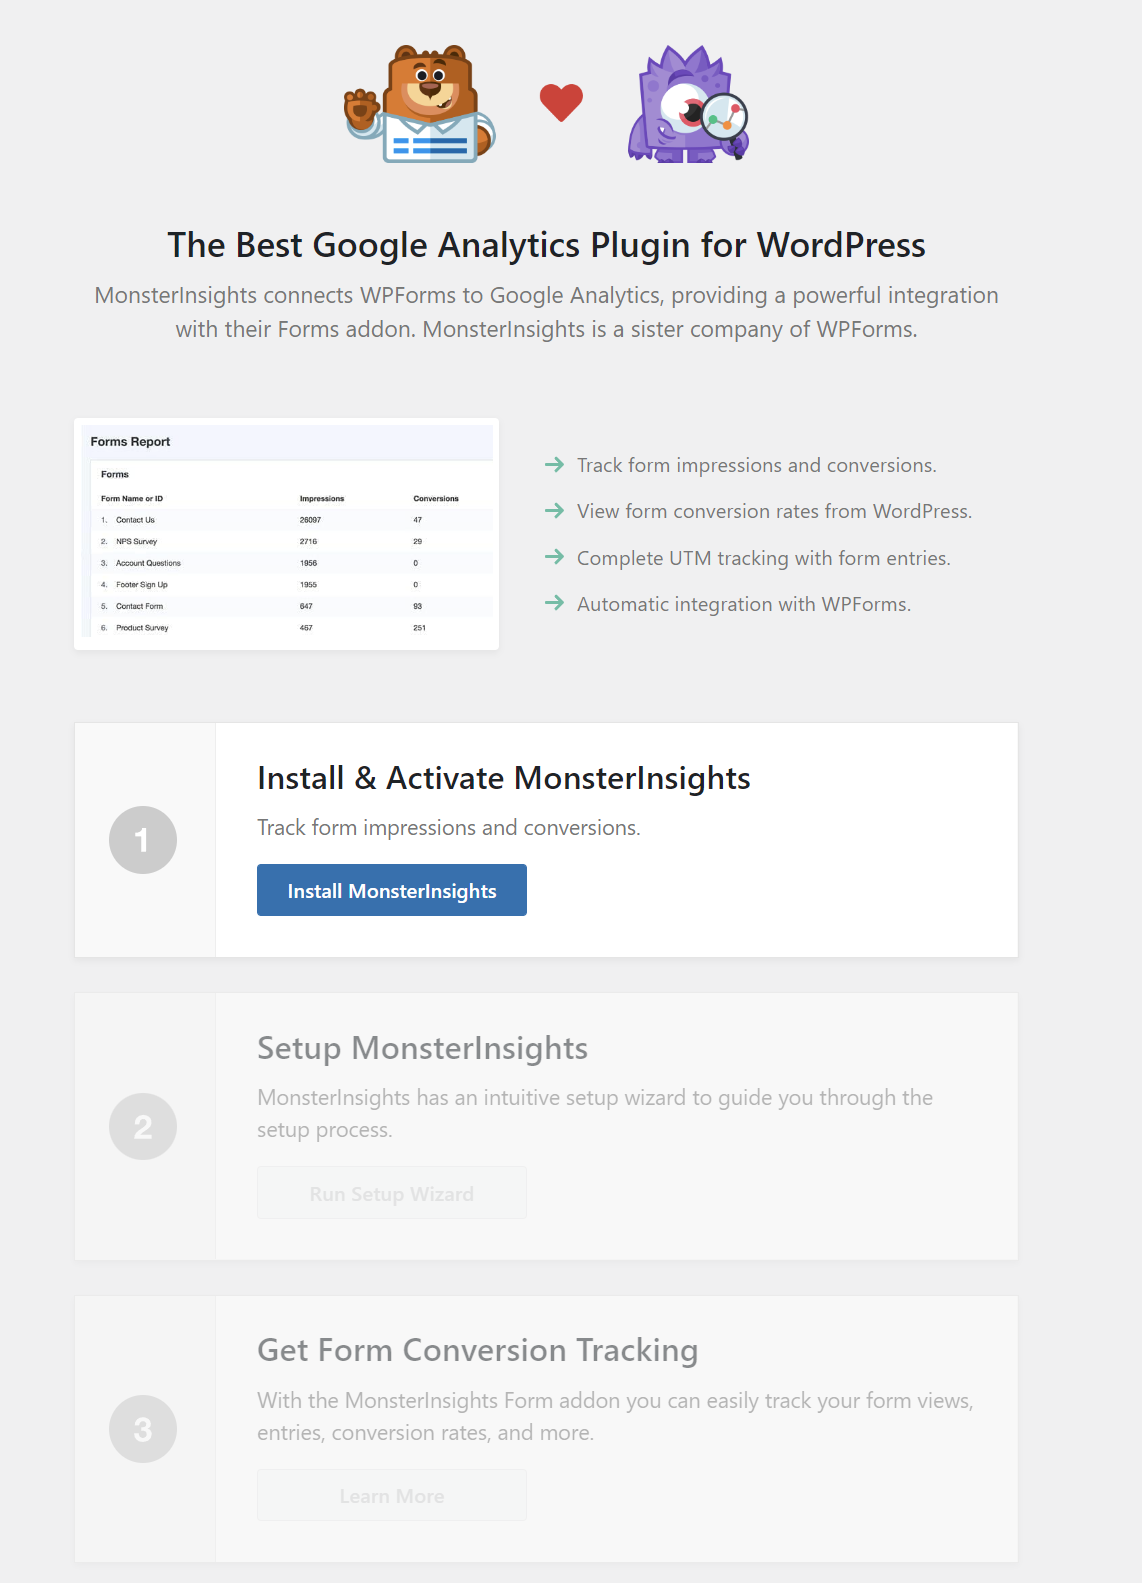 The Best Google Analytics Plugin for WordPress
MonsterInsights connects WPForms to Google Analytics, providing a powerful integration
with their Forms addon. MonsterInsights is a sister company of WPForms.
Forms Report
Forms
Form Name or ID Impressions Conversions
1. Contact Us 26097 47
2. NPS Survey 2716 29
3. Account Questions 1956 0
4. Footer Sign Up 1955 0
5. Contact Form 647 93
6. Product Survey 467 251
Track form impressions and conversions.
View form conversion rates from WordPress.
Complete UTM tracking with form entries.
Automatic integration with WPForms.
1
Install & Activate MonsterInsights
Track form impressions and conversions.
Install MonsterInsights
2
Setup MonsterInsights
MonsterInsights has an intuitive setup wizard to guide you through the
setup process.
Run Setup Wizard
3
Get Form Conversion Tracking
With the MonsterInsights Form addon you can easily track your form views,
entries, conversion rates, and more.
Learn More